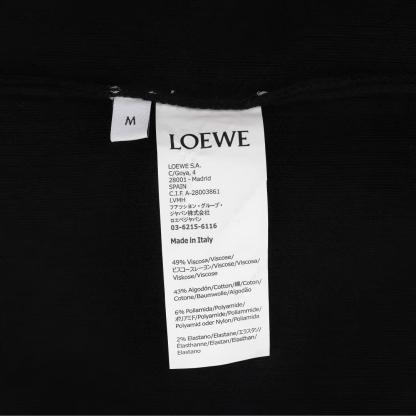 M
LOEWE
LOEWE S.A.
C/Goya, 4
28001 - Madrid
SPAIN
C.I.F. A-28003861
LVMH
ファッション・グループ・
ジャパン株式会社
ロエベジャパン
03-6215-6116
Made in Italy
49% Viscosa/Viscose/
ビスコースレーヨン/Viscose/Viscosa/
Viskose/Viscose
43% Algodón/Cotton/綿/Coton/
Cotone/Baumwolle/Algodão
6% Poliamida/Polyamide/
ポリアミド/Polyamide/Poliammide/
Polyamid oder Nylon/Poliamida
2% Elastano/Elastane/エラスタン/
Élasthanne/Elastan/Elasthan/
Elastano